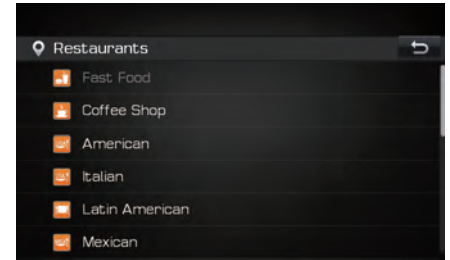 Restaurants
Fast Food
Coffee Shop
American
Italian
Latin American
Mexican